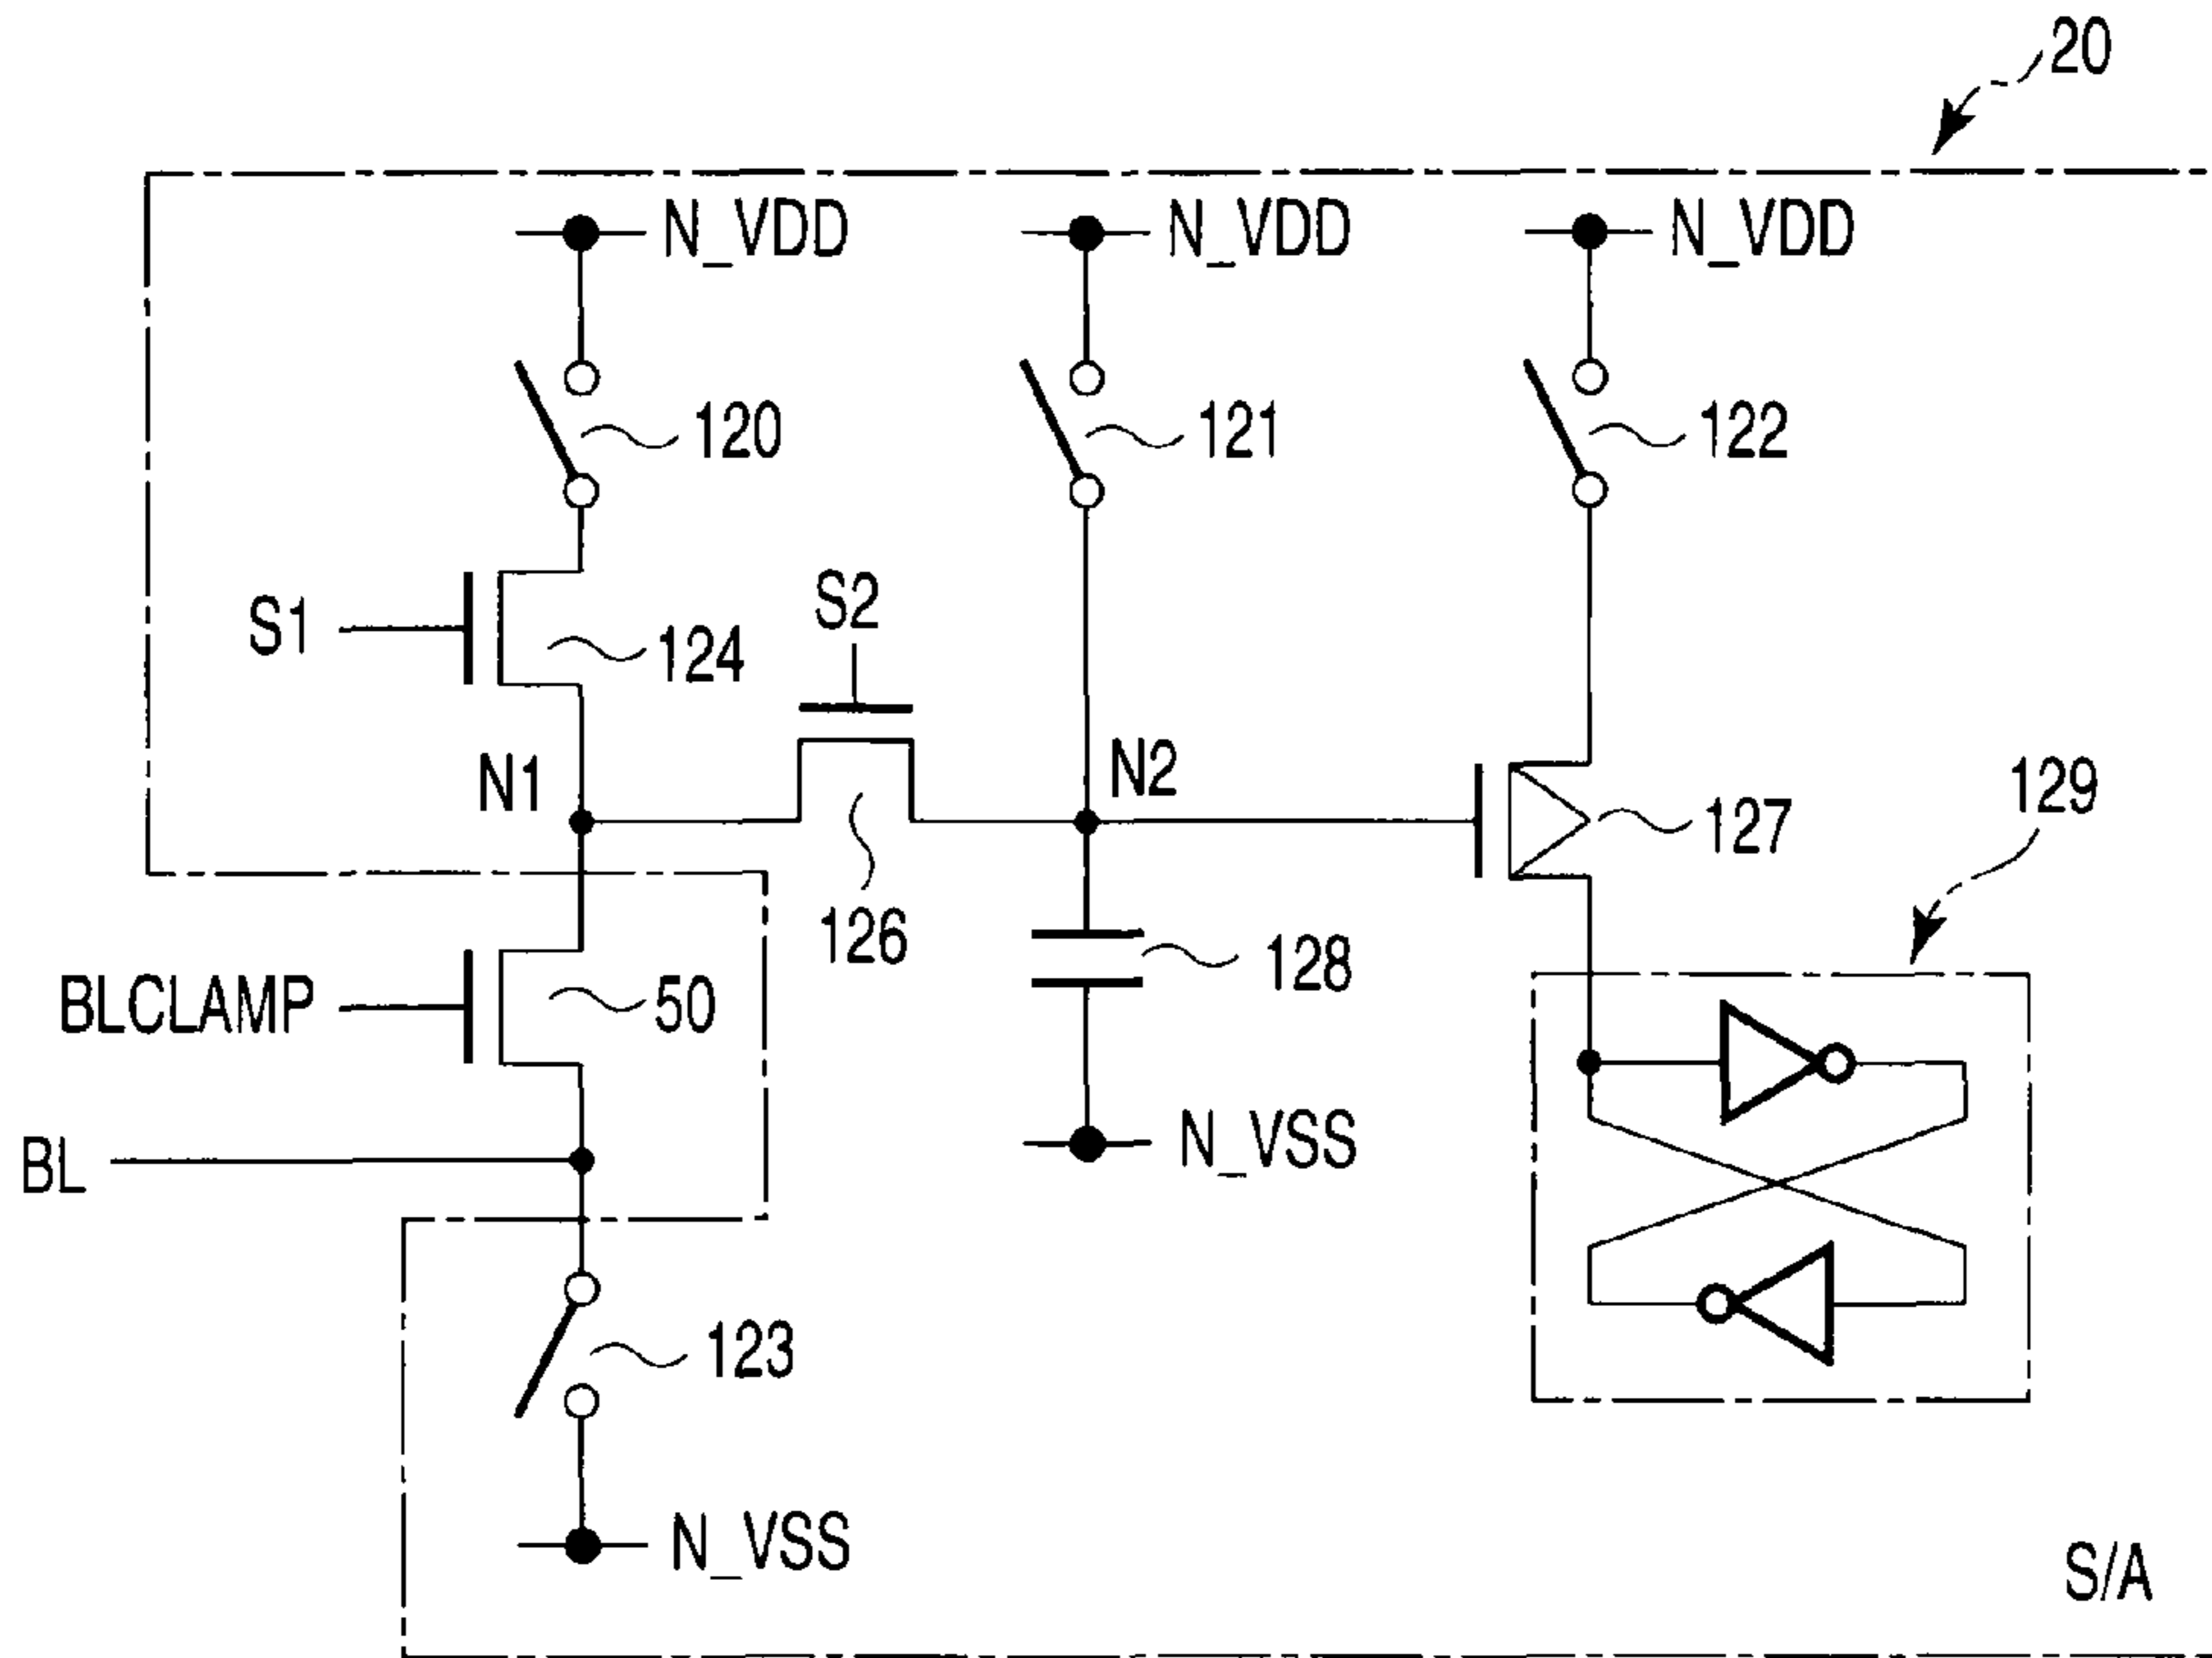 20
N_VDD
N_VDD
N_VDD
120
121
122
S1
124
S2
N1
N2
127
129
126
128
BLCLAMP
50
BL
N_VSS
123
N_VSS
S/A